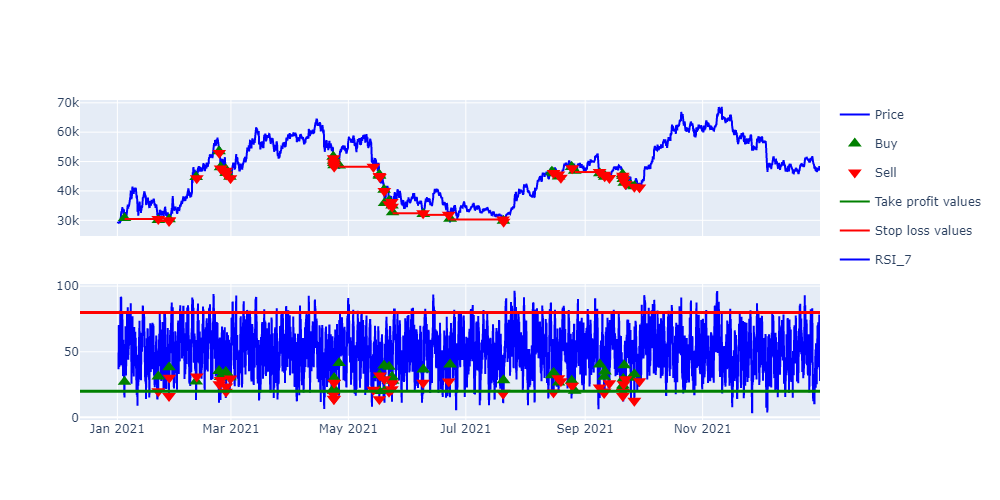 70k
60k
50k
40k
30k
100
50
0
Jan 2021
Mar 2021
May 2021
Jul 2021
Sep 2021
Nov 2021
Price
Buy
Sell
Take profit values
Stop loss values
RSI_7